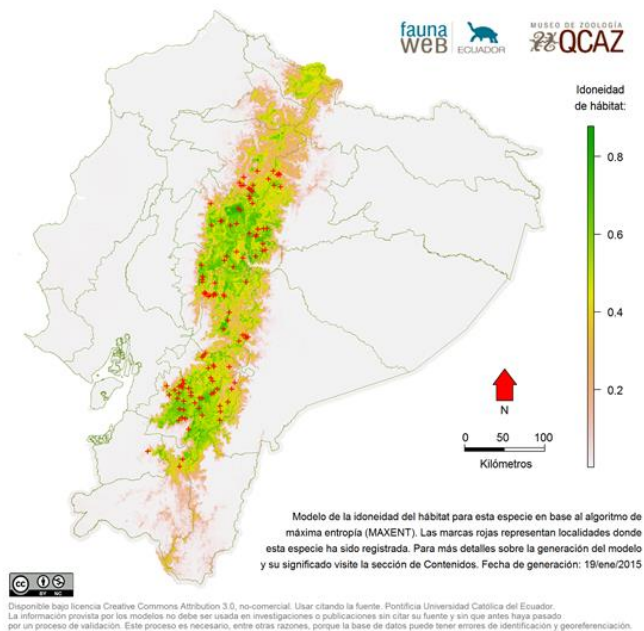 fauna
WEB
ECUADOR
MUSEO DE ZOOLOGÍA
QCAZ
Idoneidad
de hábitat:
0.8
0.6
0.4
0.2
N
0 50 100
Kilómetros
Modelo de la idoneidad del hábitat para esta especie en base al algoritmo de
máxima entropía (MAXENT). Las marcas rojas representan localidades donde
esta especie ha sido registrada. Para más detalles sobre la generación del modelo
y su significado visite la sección de Contenidos. Fecha de generación: 19/ene/2015
cc
BY NC
Disponible bajo licencia Creative Commons Attribution 3.0, no-comercial. Usar citando la fuente. Pontificia Universidad Católica del Ecuador.
La información provista por los modelos no debe ser usada en investigaciones o publicaciones sin citar su fuente y sin que antes haya pasado
por un proceso de validación. Este proceso es necesario, entre otras razones, porque la base de datos puede tener errores de identificación y georeferenciación.